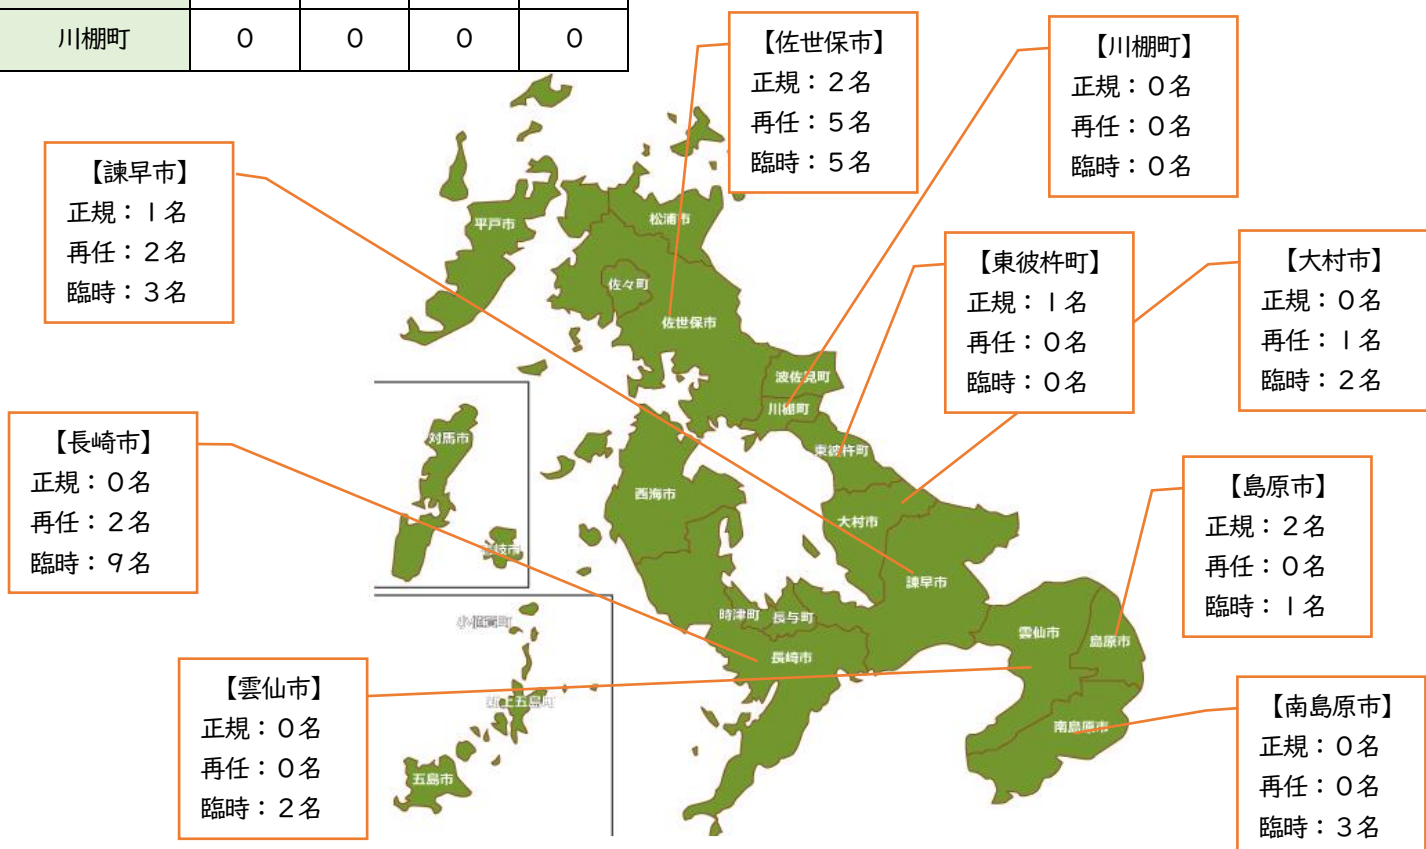 川棚町 0 0 0 0
【佐世保市】
正規：2名
再任：5名
臨時：5名
【川棚町】
正規：0名
再任：0名
臨時：0名
【諫早市】
正規：1名
再任：2名
臨時：3名
【東彼杵町】
正規：1名
再任：0名
臨時：0名
【大村市】
正規：0名
再任：1名
臨時：2名
【長崎市】
正規：0名
再任：2名
臨時：9名
【島原市】
正規：2名
再任：0名
臨時：1名
【雲仙市】
正規：0名
再任：0名
臨時：2名
【南島原市】
正規：0名
再任：0名
臨時：3名
平戸市
松浦市
佐々町
佐世保市
波佐見町
川棚町
東彼杵町
対馬市
壱岐市
西海市
大村市
諫早市
時津町
長与町
長崎市
雲仙市
島原市
南島原市
小値賀町
新上五島町
五島市